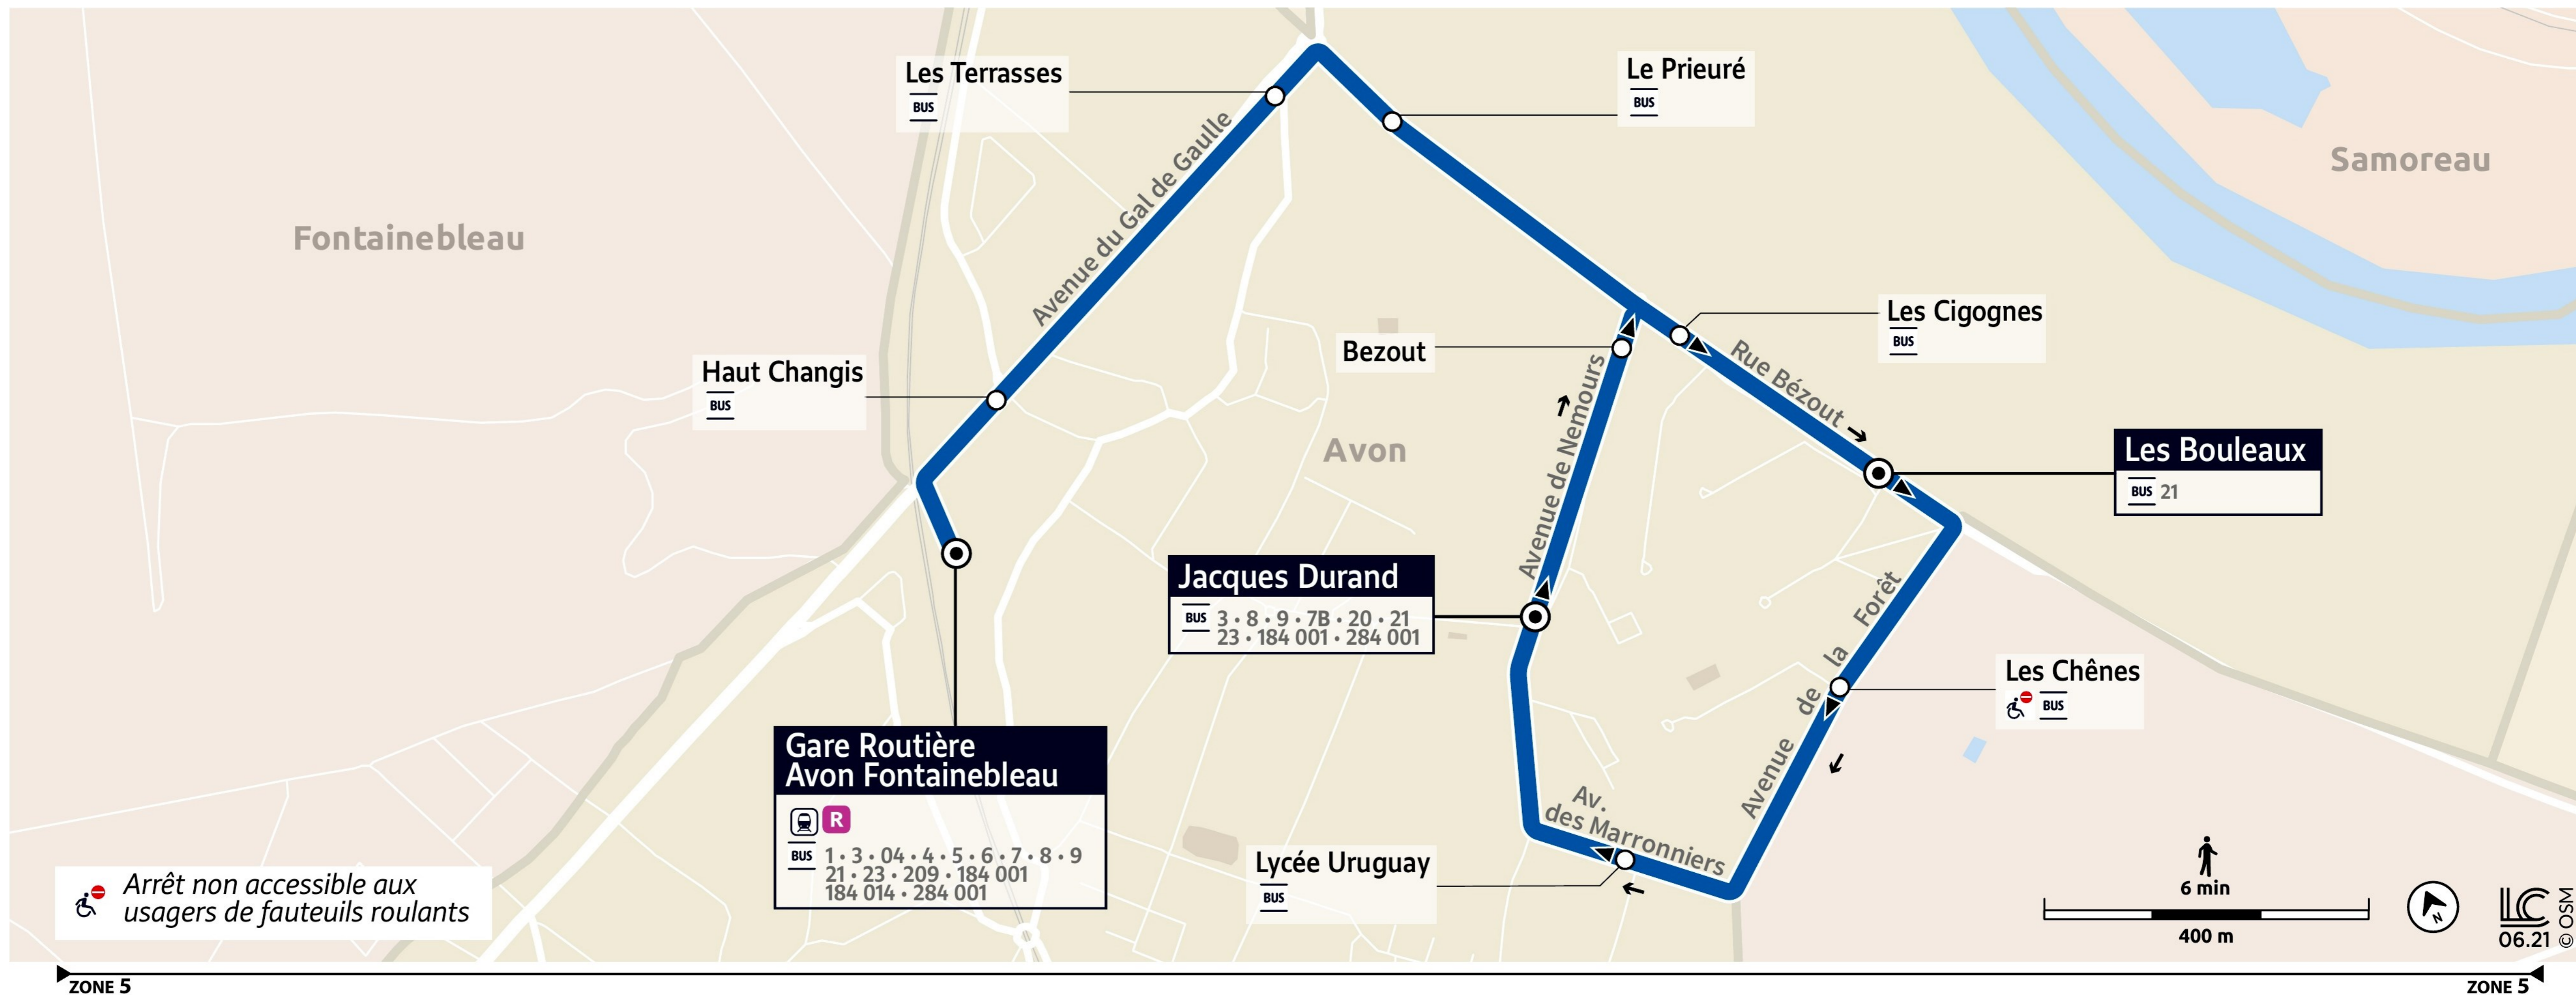 Les Terrasses
BUS
Le Prieuré
BUS
Avenue du Gal de Gaulle
Samoreau
Fontainebleau
Les Cigognes
BUS
Bezout
Rue Bézout
Haut Changis
BUS
Avon
Avenue de Nemours
Les Bouleaux
BUS 21
Jacques Durand
BUS 3 • 8 • 9 • 7B • 20 • 21
23 • 184 001 • 284 001
Avenue de la Forêt
Les Chênes
BUS
Gare Routière
Avon Fontainebleau
R
BUS 1 • 3 • 04 • 4 • 5 • 6 • 7 • 8 • 9
21 • 23 • 209 • 184 001
184 014 • 284 001
Av.
des Marronniers
Lycée Uruguay
BUS
Arrêt non accessible aux
usagers de fauteuils roulants
6 min
400 m
N
LC
06.21
© OSM
ZONE 5
ZONE 5